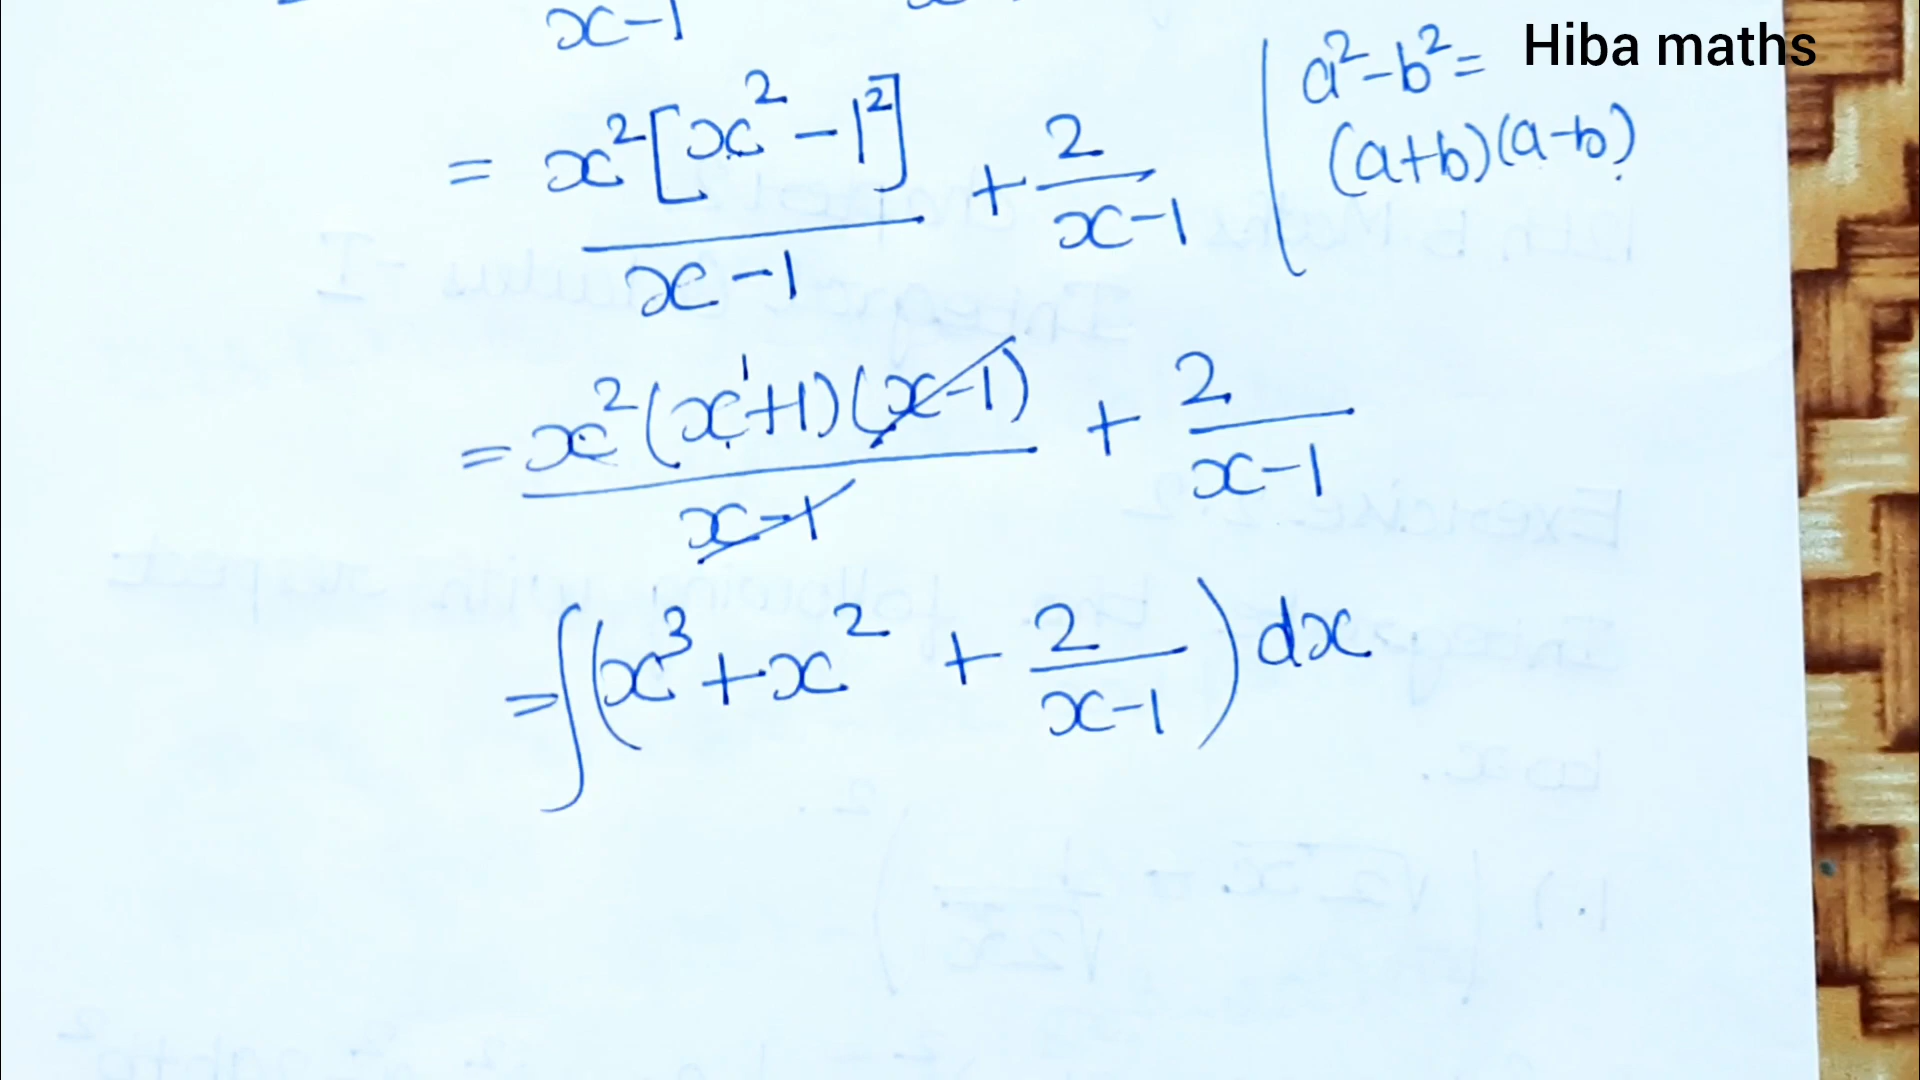 x-1
Hiba maths
= x²[x²-1²] / x-1 + 2 / x-1
a²-b²=
(a+b)(a-b)
= x²(x¹+1)(x-1) / x-1 + 2 / x-1
=∫(x³+x² + 2 / x-1) dx